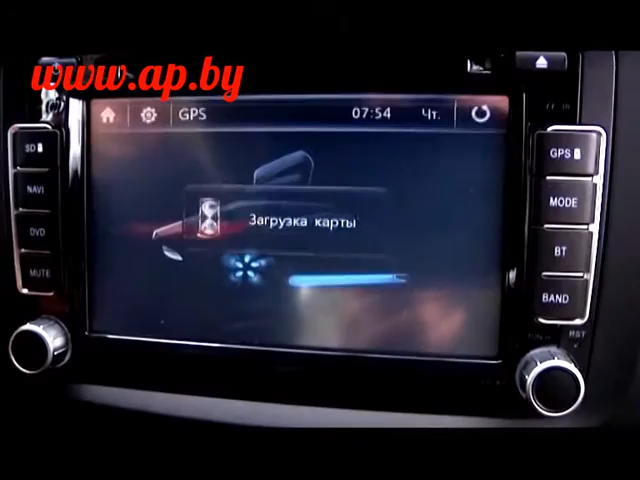 www.ap.by
GPS 07:54 Чт.
Загрузка карты
SD
NAVI
DVD
MUTE
GPS
MODE
BT
BAND
RST